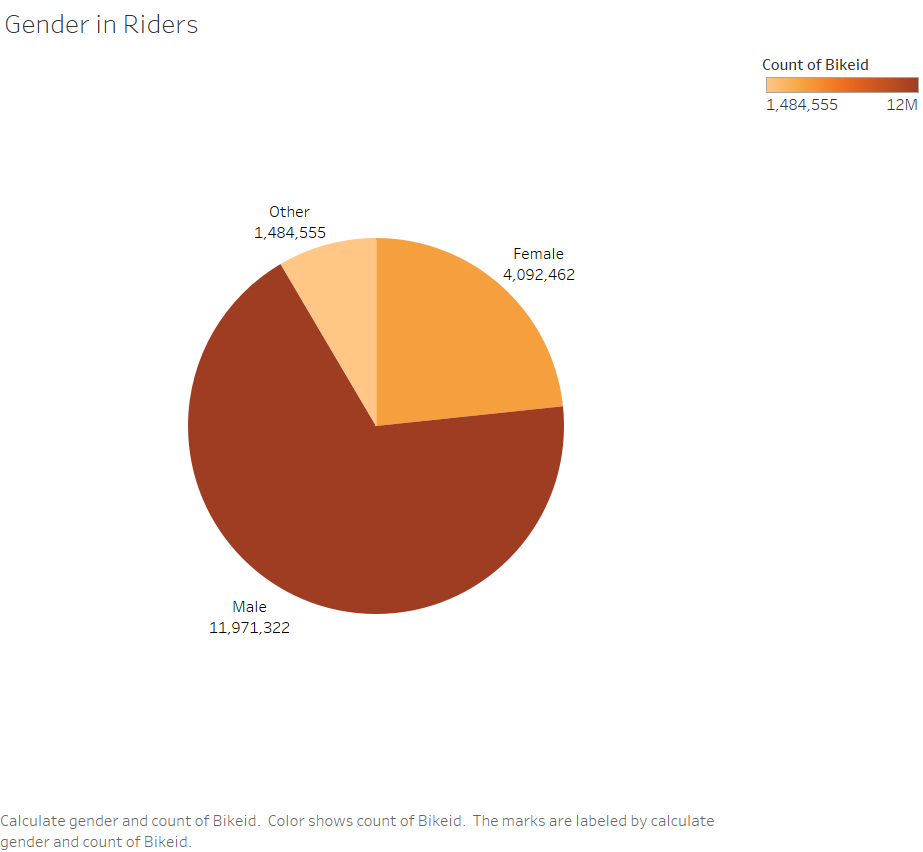 Gender in Riders
Count of Bikeid
1,484,555 12M
Other
1,484,555
Female
4,092,462
Male
11,971,322
Calculate gender and count of Bikeid.  Color shows count of Bikeid.  The marks are labeled by calculate
gender and count of Bikeid.